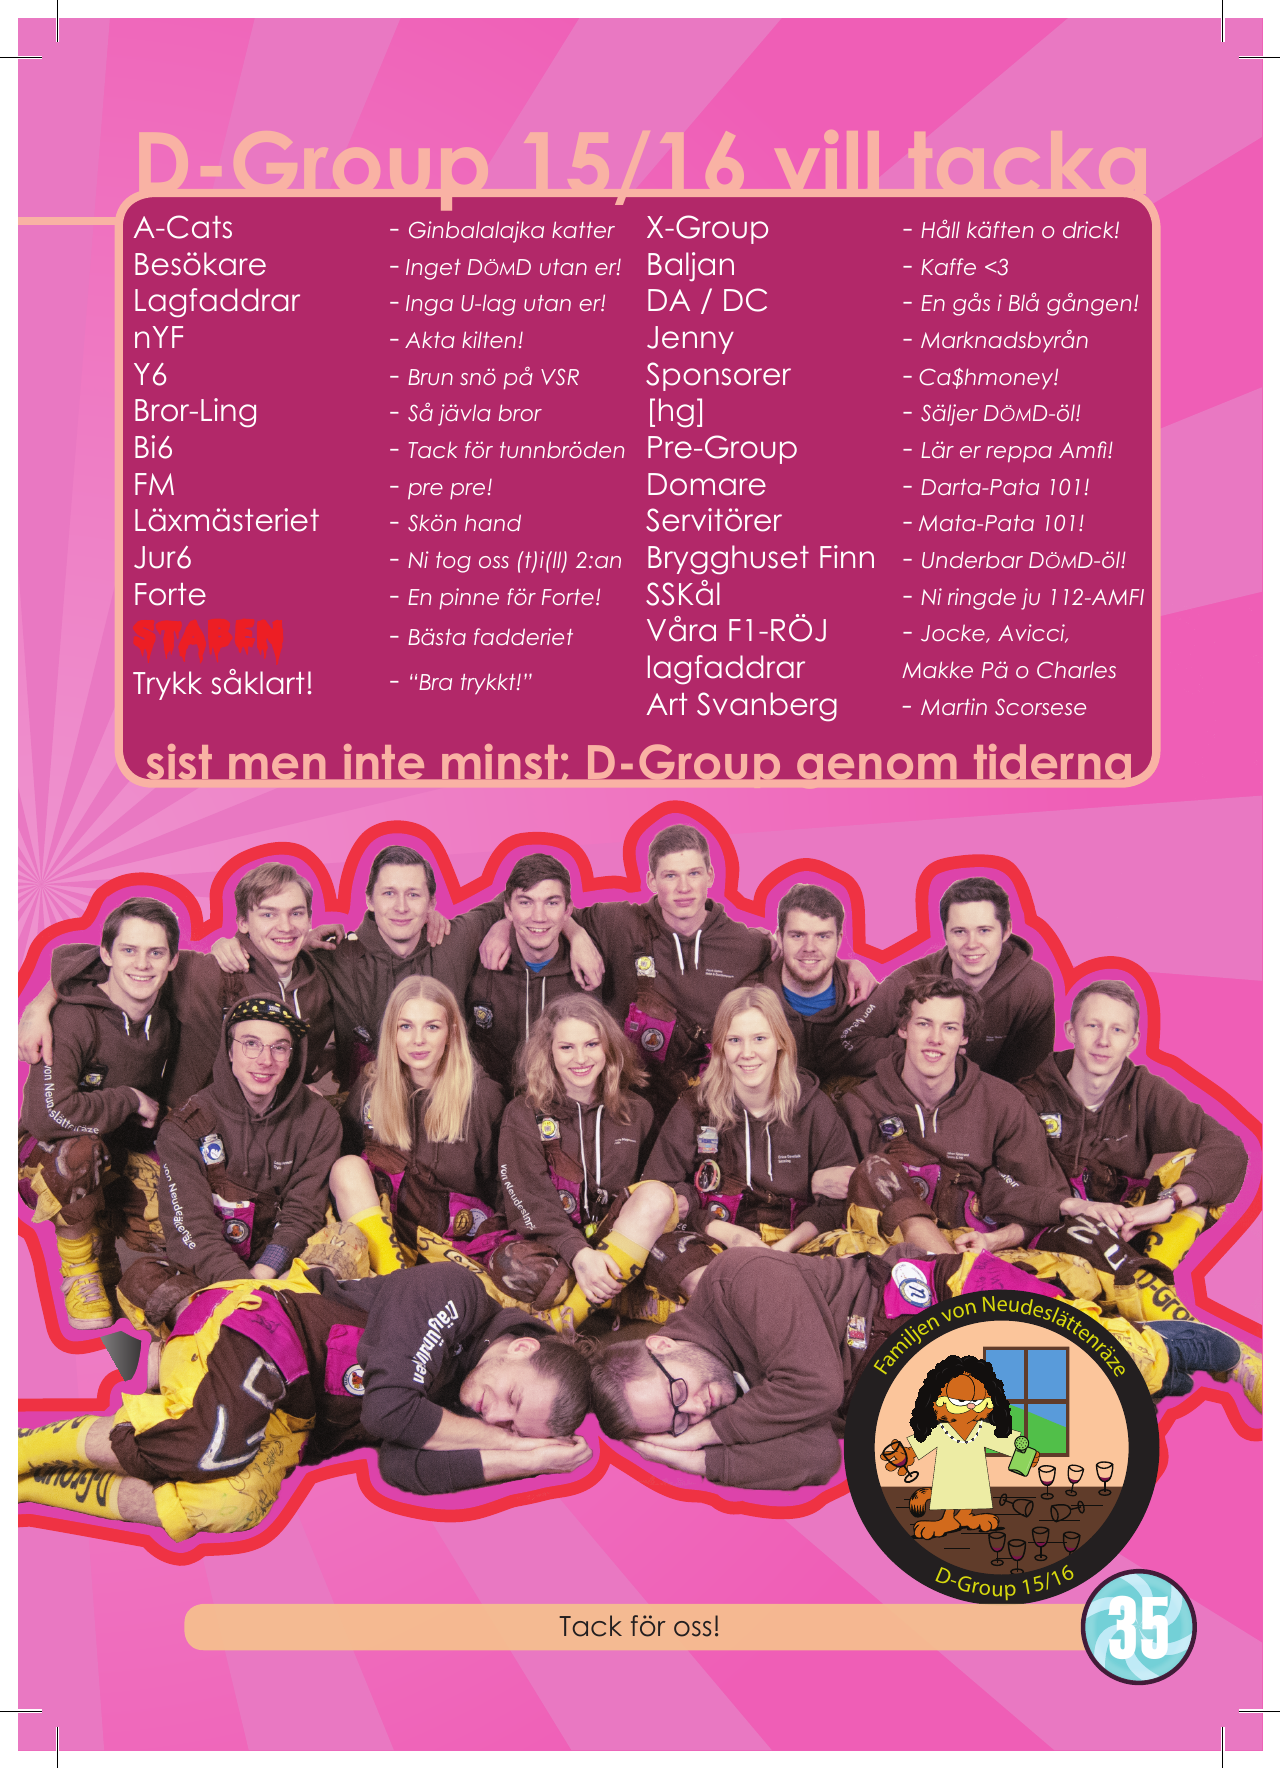 D-Group 15/16 vill tacka
A-Cats - Ginbalalajka katter
Besökare - Inget DÖMD utan er!
Lagfaddrar - Inga U-lag utan er!
nYF - Akta kilten!
Y6 - Brun snö på VSR
Bror-Ling - Så jävla bror
Bi6 - Tack för tunnbröden
FM - pre pre!
Läxmästeriet - Skön hand
Jur6 - Ni tog oss (t)i(ll) 2:an
Forte - En pinne för Forte!
STABEN - Bästa fadderiet
Trykk såklart! - “Bra trykkt!”
X-Group - Håll käften o drick!
Baljan - Kaffe <3
DA / DC - En gås i Blå gången!
Jenny - Marknadsbyrån
Sponsorer - Ca$hmoney!
[hg] - Säljer DÖMD-öl!
Pre-Group - Lär er reppa Amfi!
Domare - Darta-Pata 101!
Servitörer - Mata-Pata 101!
Brygghuset Finn - Underbar DÖMD-öl!
SSKål - Ni ringde ju 112-AMFI
Våra F1-RÖJ - Jocke, Avicci,
lagfaddrar Makke Pä o Charles
Art Svanberg - Martin Scorsese
sist men inte minst; D-Group genom tiderna
Familjen von Neudeslättenräze
D-Group 15/16
Tack för oss!
35